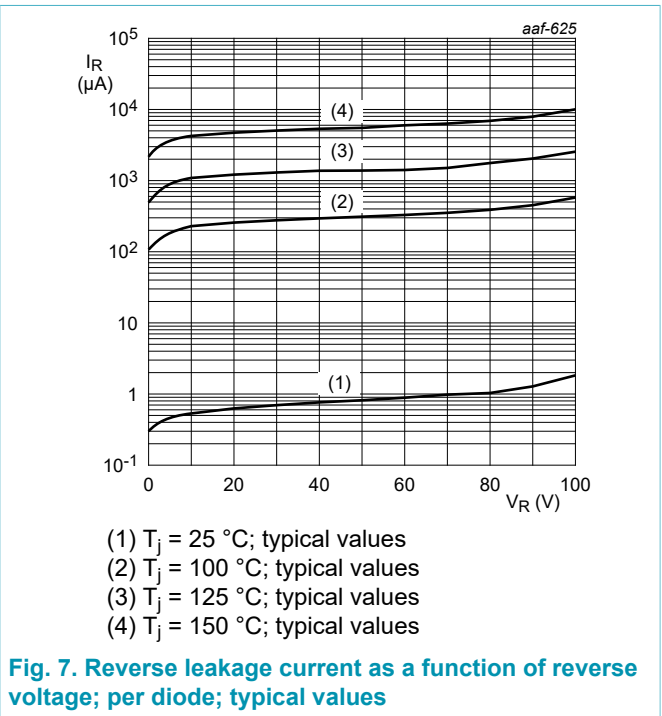 aaf-625
I_R
(µA)
10^5
10^4
10^3
10^2
10
1
10^-1
(4)
(3)
(2)
(1)
0 20 40 60 80 100
V_R (V)
(1) T_j = 25 °C; typical values
(2) T_j = 100 °C; typical values
(3) T_j = 125 °C; typical values
(4) T_j = 150 °C; typical values
Fig. 7. Reverse leakage current as a function of reverse
voltage; per diode; typical values